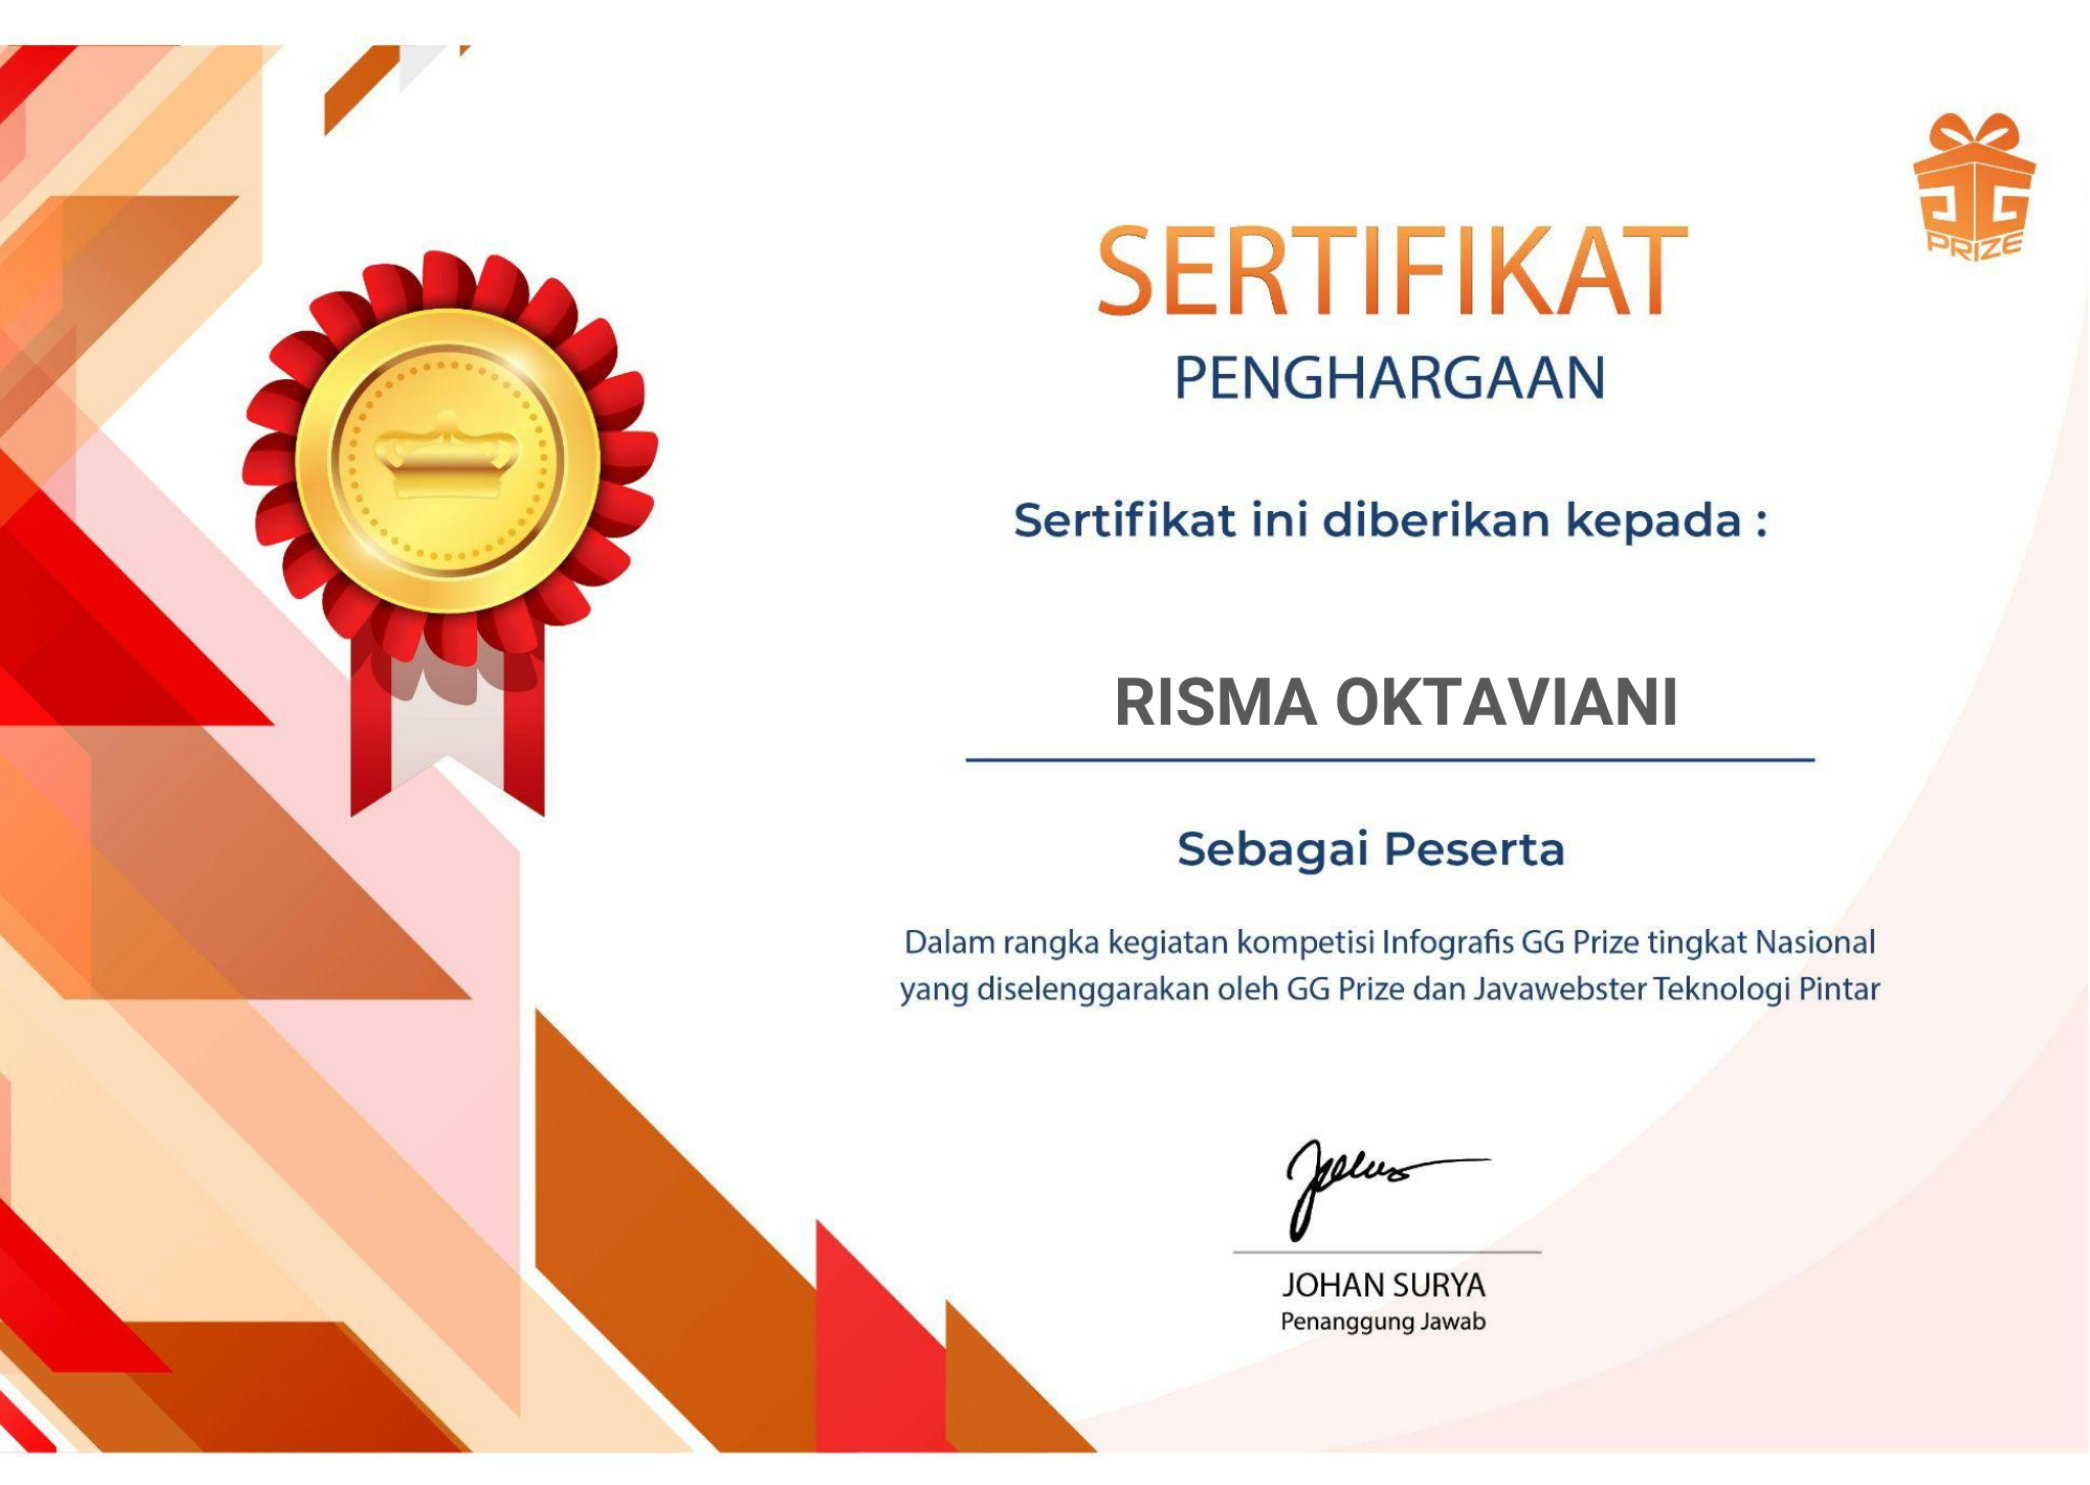 SERTIFIKAT
PENGHARGAAN
GG
PRIZE
Sertifikat ini diberikan kepada :
RISMA OKTAVIANI
Sebagai Peserta
Dalam rangka kegiatan kompetisi Infografis GG Prize tingkat Nasional
yang diselenggarakan oleh GG Prize dan Javawebster Teknologi Pintar
JOHAN SURYA
Penanggung Jawab